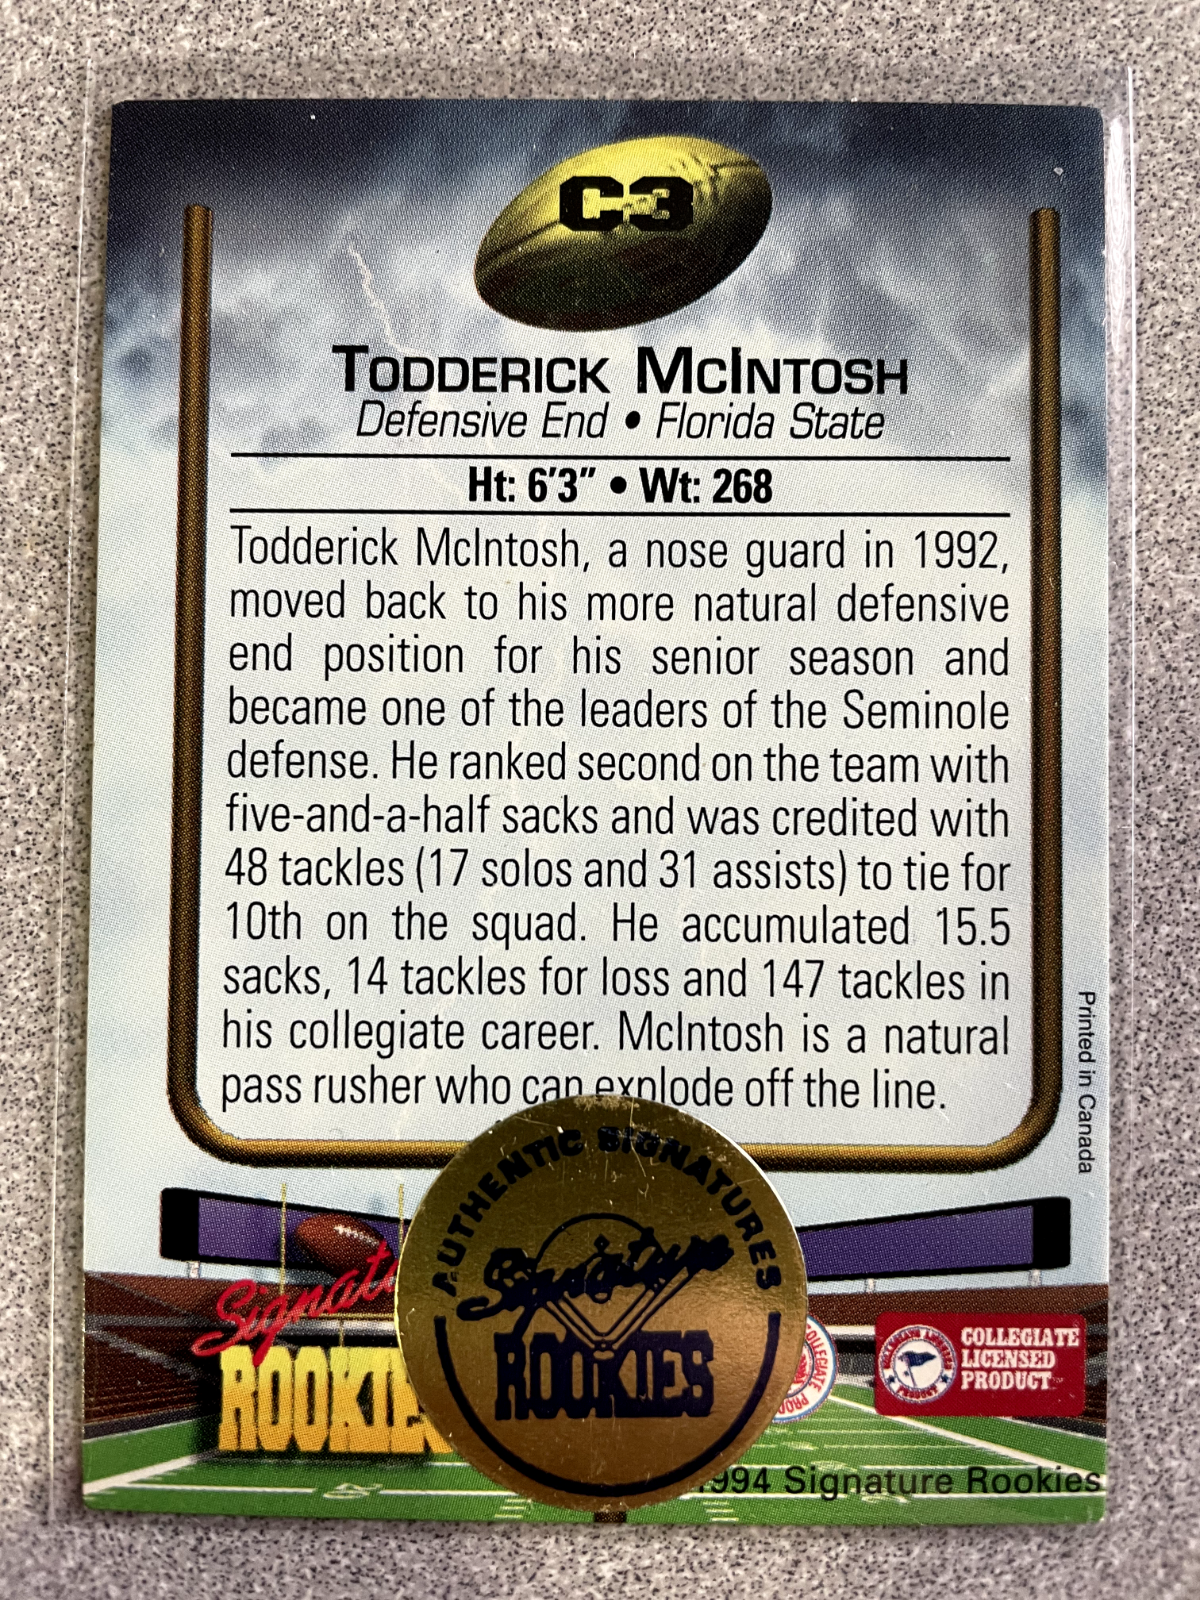 C3
TODDERICK MCINTOSH
Defensive End • Florida State
Ht: 6'3" • Wt: 268
Todderick McIntosh, a nose guard in 1992,
moved back to his more natural defensive
end position for his senior season and
became one of the leaders of the Seminole
defense. He ranked second on the team with
five-and-a-half sacks and was credited with
48 tackles (17 solos and 31 assists) to tie for
10th on the squad. He accumulated 15.5
sacks, 14 tackles for loss and 147 tackles in
his collegiate career. McIntosh is a natural
pass rusher who can explode off the line.
Printed in Canada
AUTHENTIC SIGNATURES
Signature
ROOKIES
COLLEGIATE
LICENSED
PRODUCT
1994 Signature Rookies